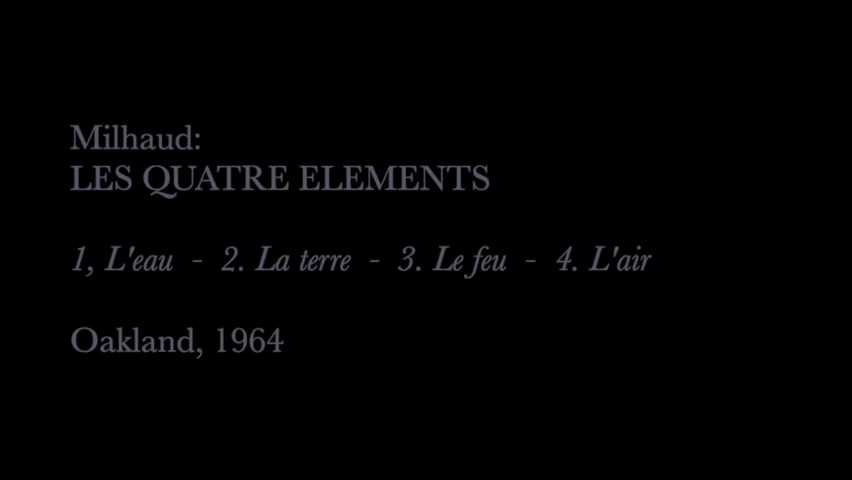 Milhaud:
LES QUATRE ELEMENTS
1, L'eau - 2. La terre - 3. Le feu - 4. L'air
Oakland, 1964